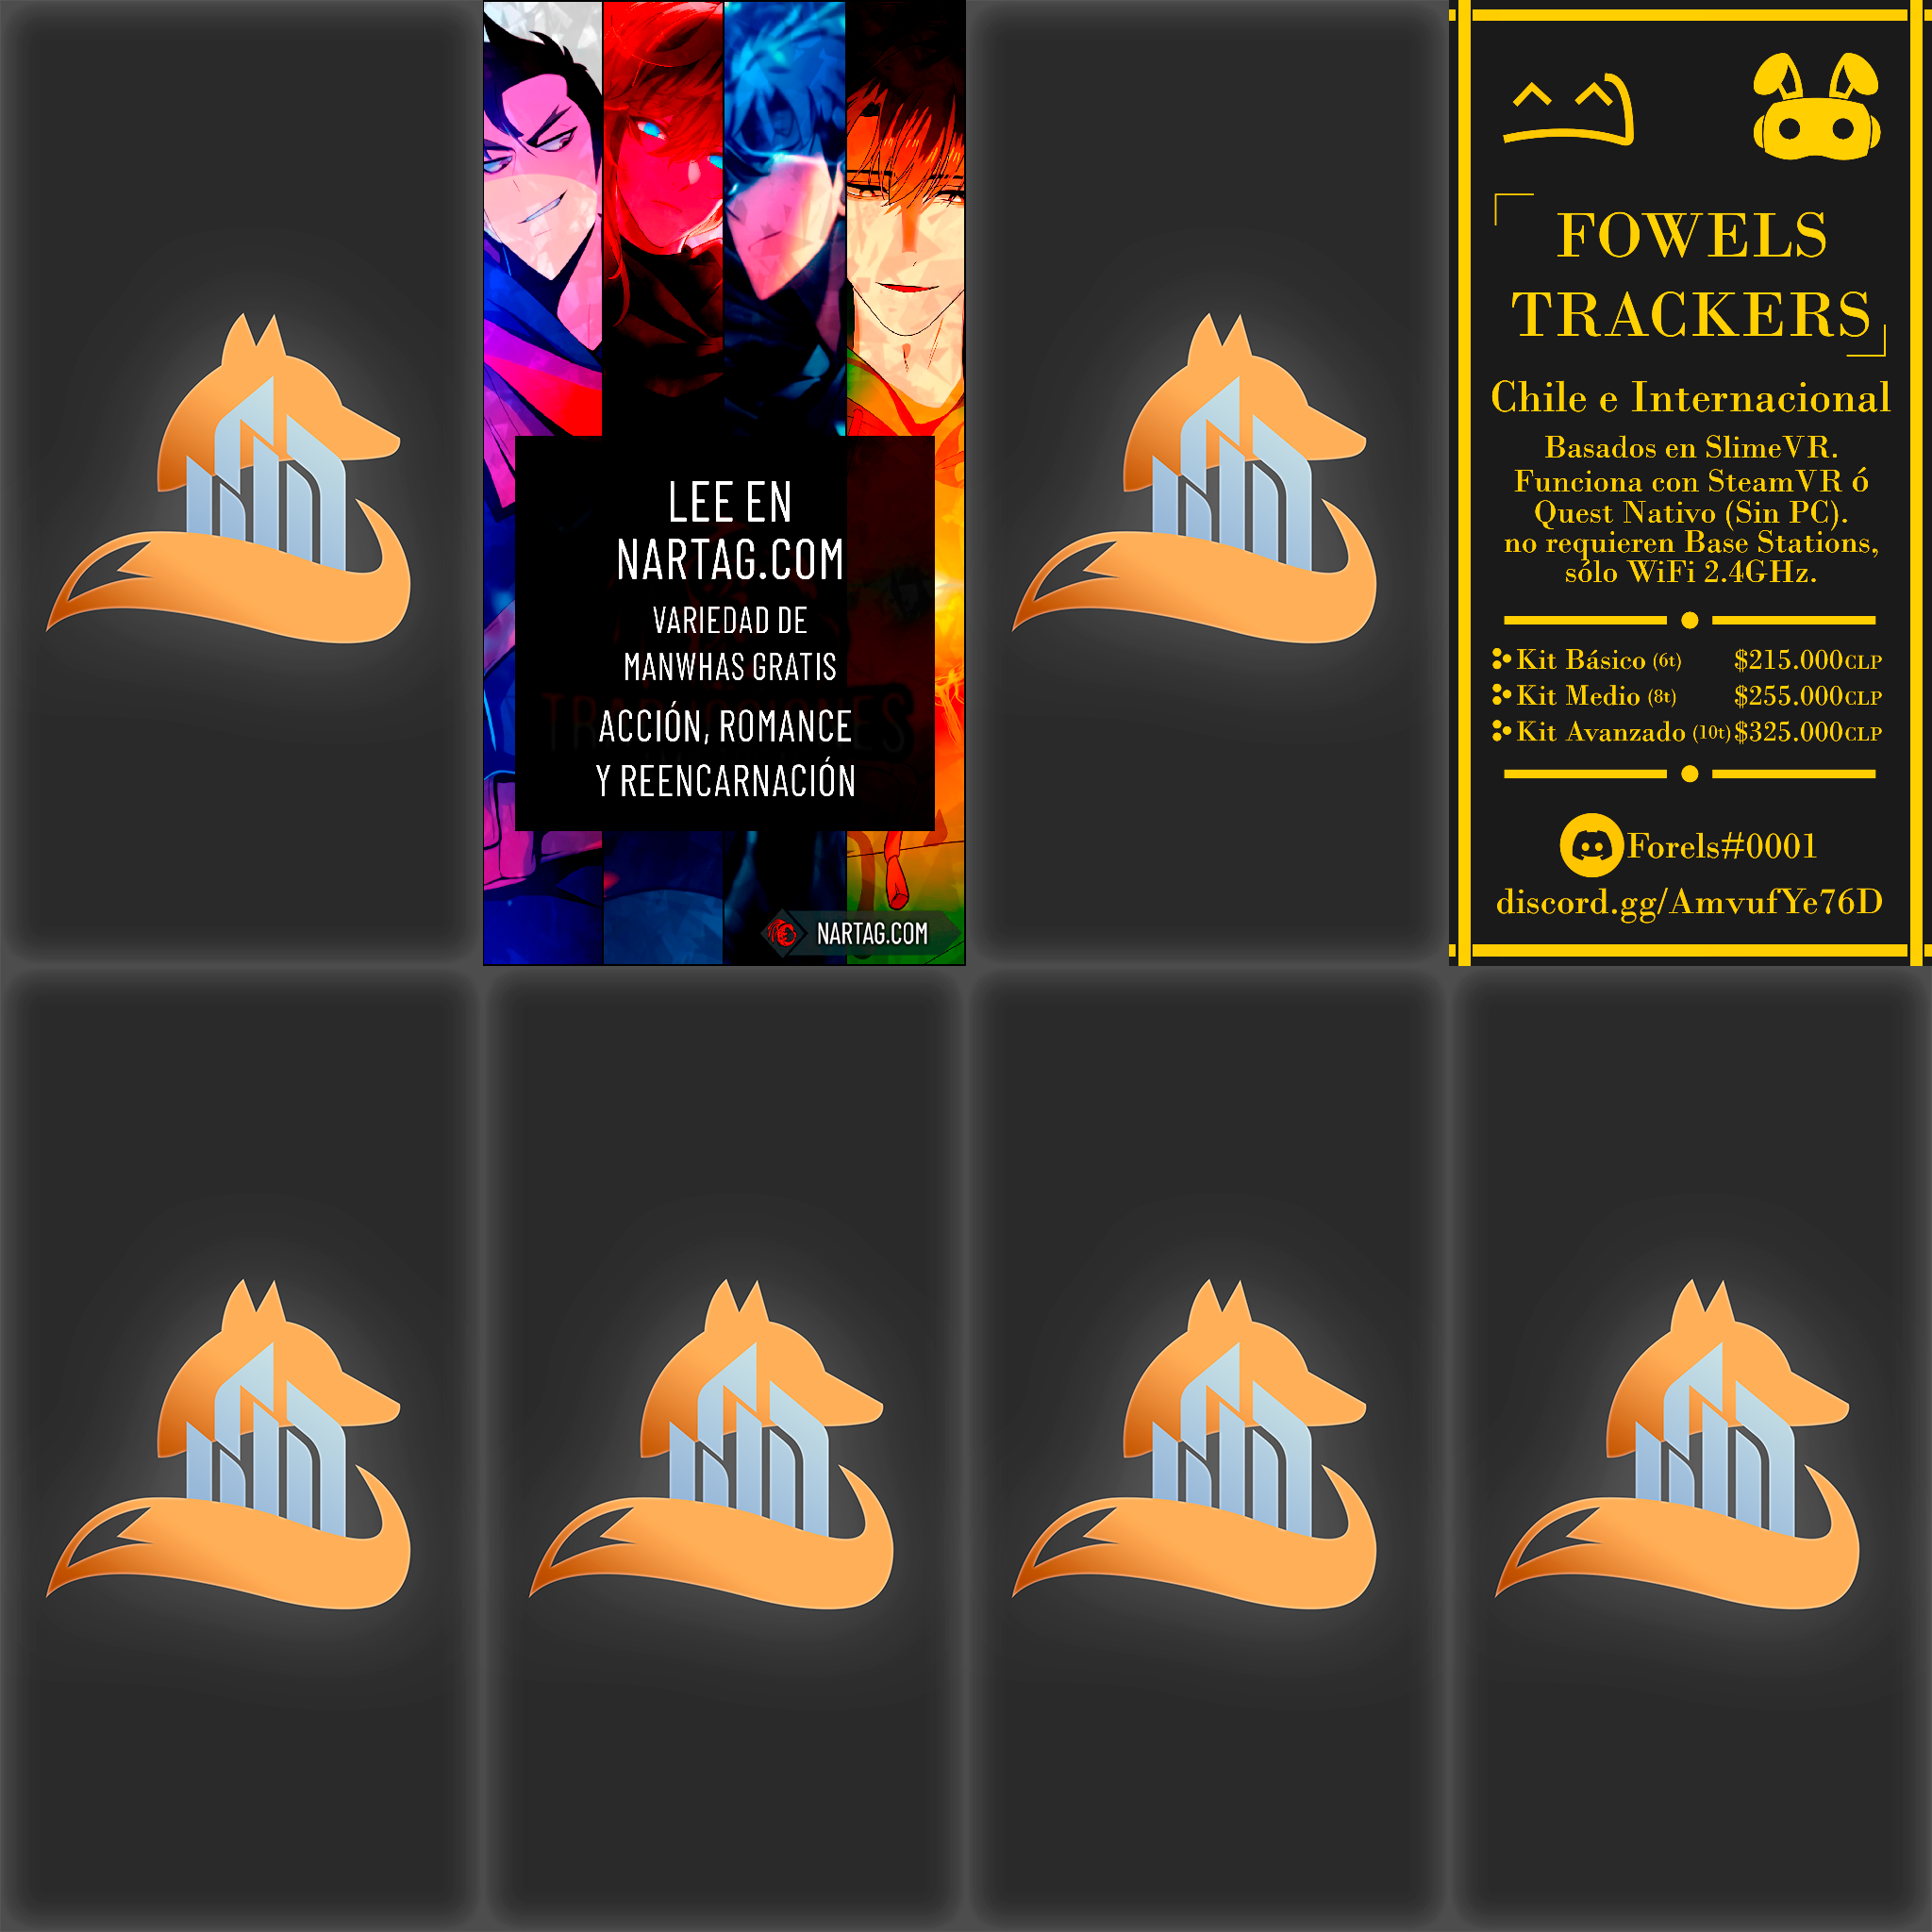 LEE EN
NARTAG.COM
VARIEDAD DE
MANWHAS GRATIS
ACCIÓN, ROMANCE
Y REENCARNACIÓN
NARTAG.COM
FOWELS
TRACKERS
Chile e Internacional
Basados en SlimeVR.
Funciona con SteamVR ó
Quest Nativo (Sin PC).
no requieren Base Stations,
sólo WiFi 2.4GHz.
Kit Básico (6t) $215.000CLP
Kit Medio (8t) $255.000CLP
Kit Avanzado (10t) $325.000CLP
Forels#0001
discord.gg/AmvufYe76D